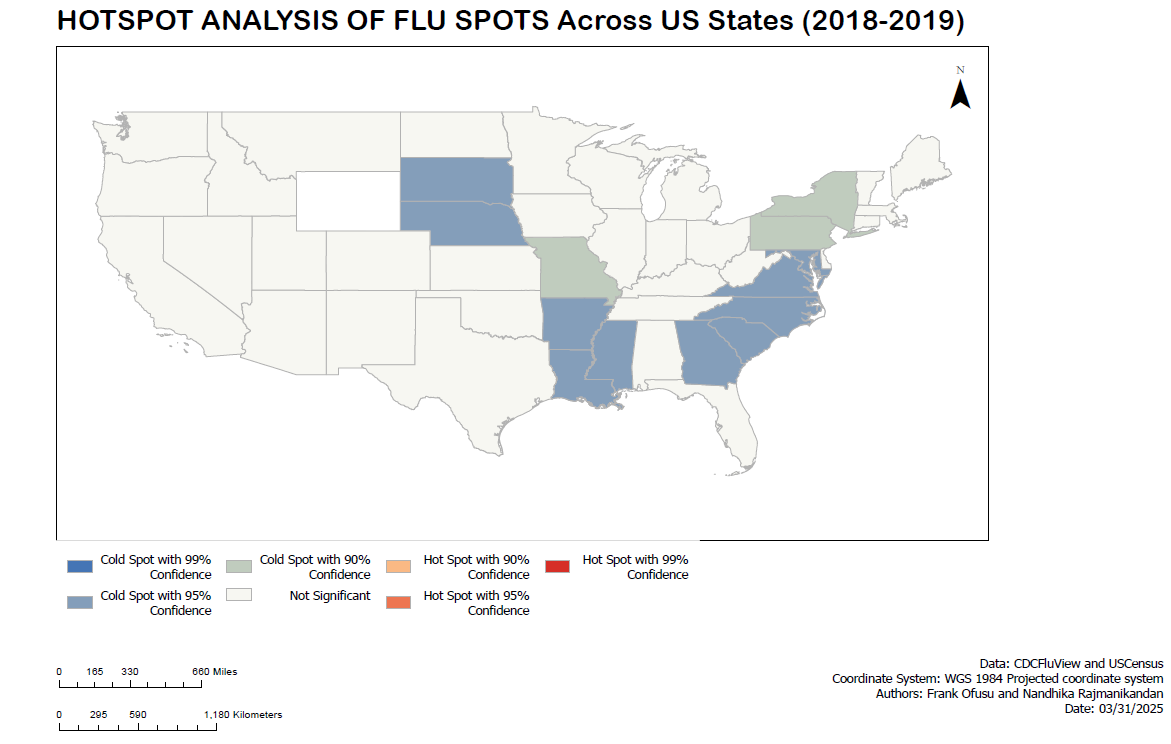 HOTSPOT ANALYSIS OF FLU SPOTS Across US States (2018-2019)
N
Cold Spot with 99%
Confidence
Cold Spot with 90%
Confidence
Hot Spot with 90%
Confidence
Hot Spot with 99%
Confidence
Cold Spot with 95%
Confidence
Not Significant
Hot Spot with 95%
Confidence
0 165 330 660 Miles
0 295 590 1,180 Kilometers
Data: CDCFluView and USCensus
Coordinate System: WGS 1984 Projected coordinate system
Authors: Frank Ofusu and Nandhika Rajmanikandan
Date: 03/31/2025